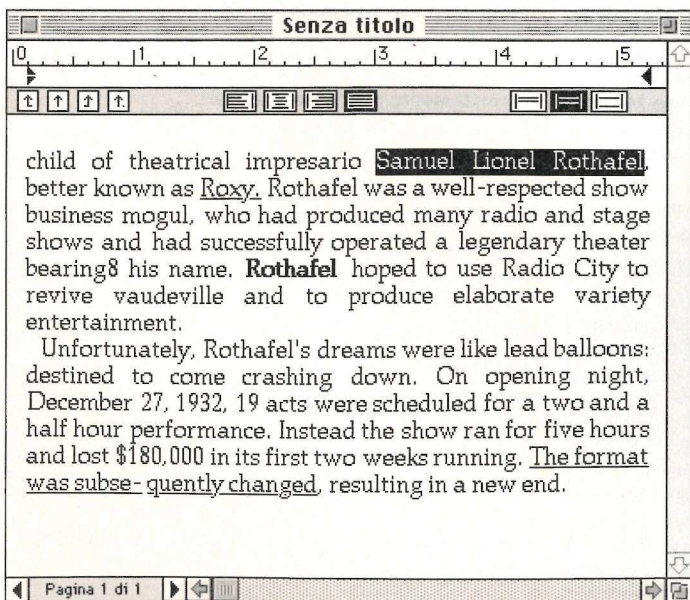 Senza titolo
0 1 2 3 4 5
child of theatrical impresario Samuel Lionel Rothafel,
better known as Roxy. Rothafel was a well-respected show
business mogul, who had produced many radio and stage
shows and had successfully operated a legendary theater
bearing8 his name. Rothafel hoped to use Radio City to
revive vaudeville and to produce elaborate variety
entertainment.
Unfortunately, Rothafel's dreams were like lead balloons:
destined to come crashing down. On opening night,
December 27, 1932, 19 acts were scheduled for a two and a
half hour performance. Instead the show ran for five hours
and lost $180,000 in its first two weeks running. The format
was subse- quently changed, resulting in a new end.
Pagina 1 di 1